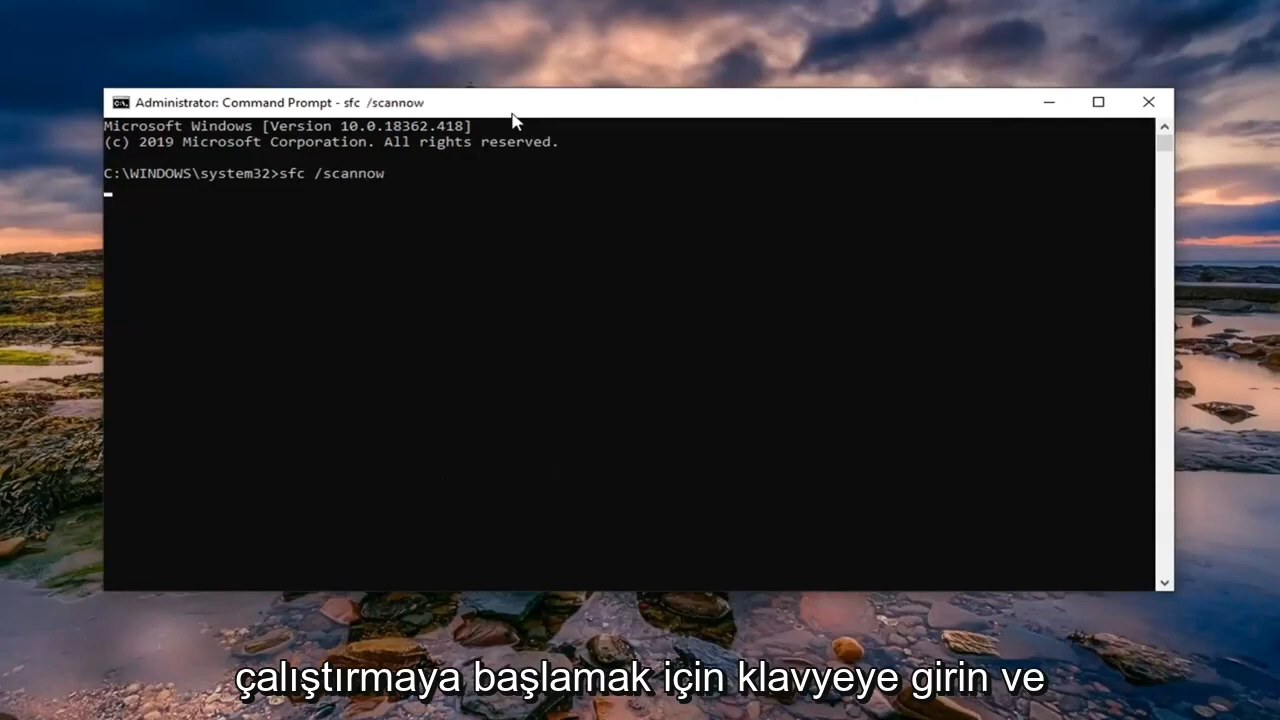 Administrator: Command Prompt - sfc /scannow
Microsoft Windows [Version 10.0.18362.418]
(c) 2019 Microsoft Corporation. All rights reserved.
C:\WINDOWS\system32>sfc /scannow
çalıştırmaya başlamak için klavyeye girin ve